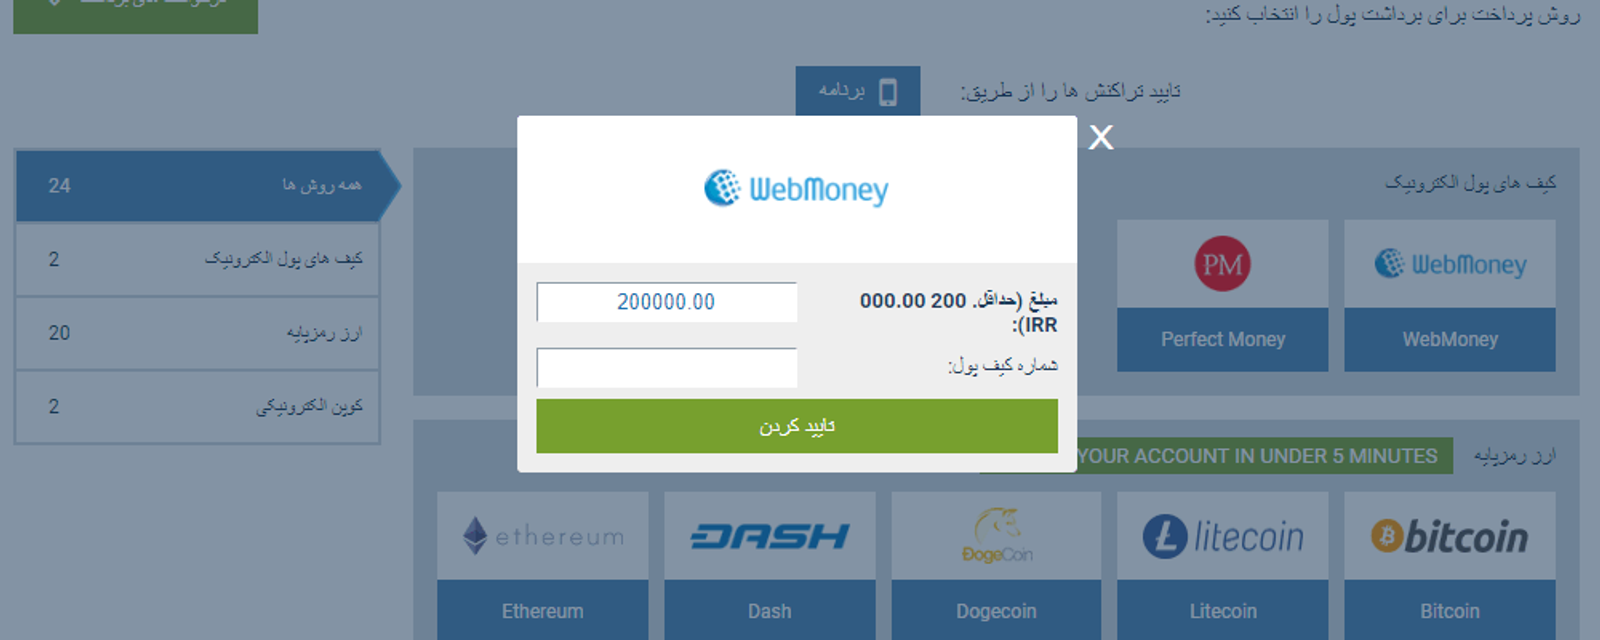 روش پرداخت برای برداشت پول را انتخاب کنید:
تایید تراکنش ها را از طریق:
برنامه
X
WebMoney
مبلغ (حداقل. 200 000.00
IRR):
200000.00
شماره کیف پول:
تایید کردن
همه روش ها 24
کیف های پول الکترونیک 2
ارز رمزپایه 20
کوپن الکترونیکی 2
کیف های پول الکترونیک
WebMoney
PM
WebMoney
Perfect Money
ارز رمزپایه
YOUR ACCOUNT IN UNDER 5 MINUTES
bitcoin
litecoin
DogeCoin
DASH
ethereum
Bitcoin
Litecoin
Dogecoin
Dash
Ethereum